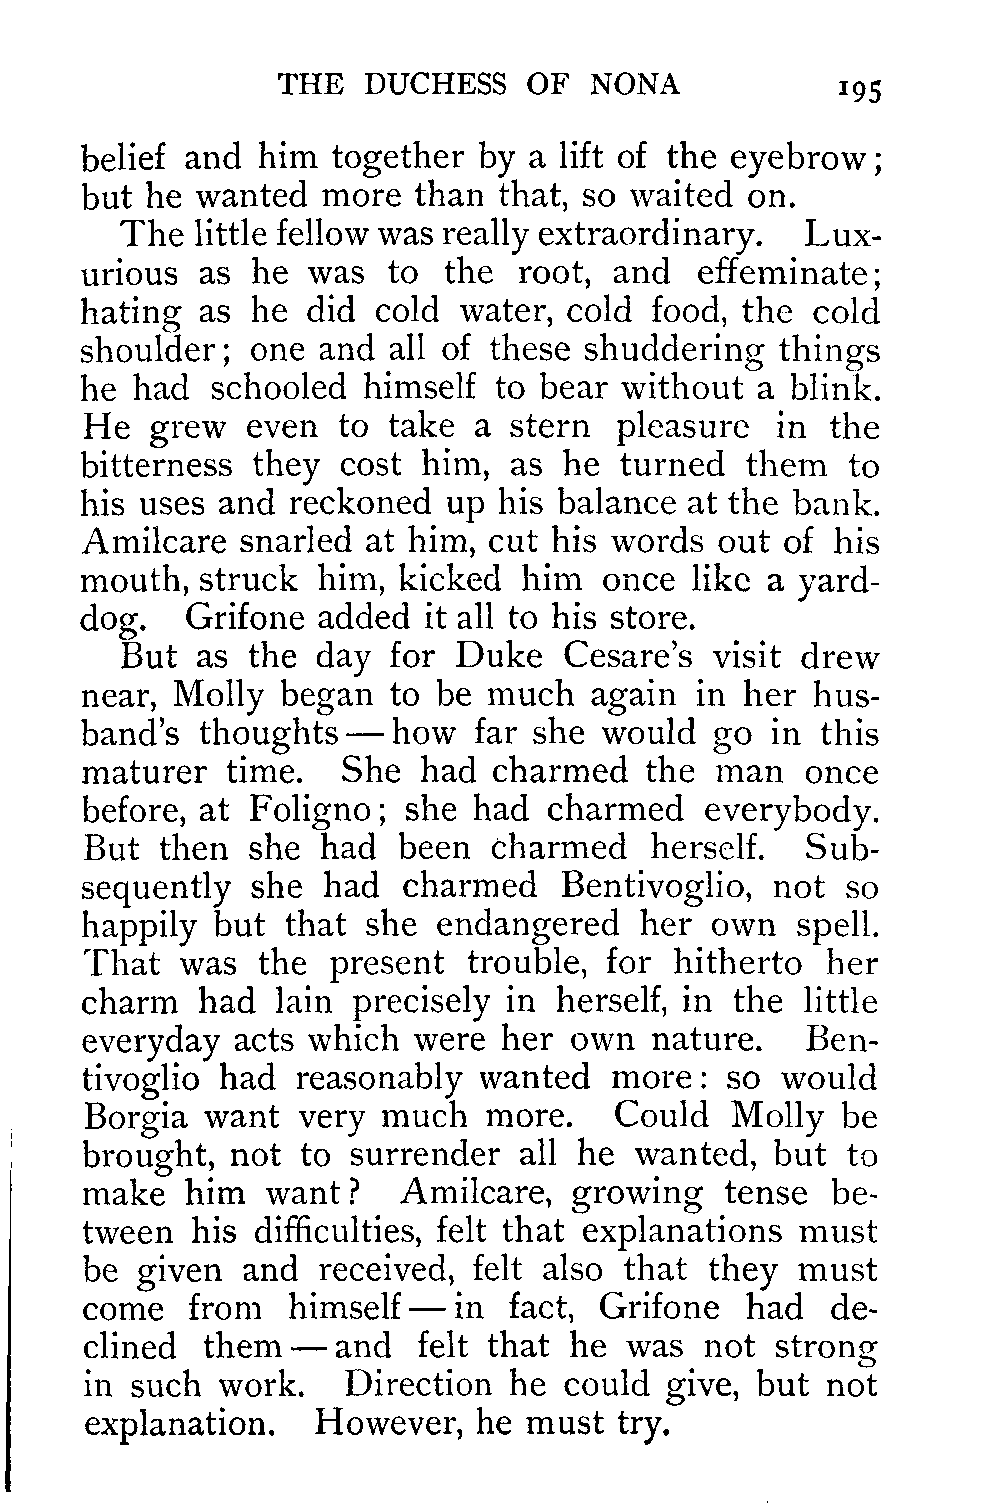 THE DUCHESS OF NONA 195
belief and him together by a lift of the eyebrow;
but he wanted more than that, so waited on.
The little fellow was really extraordinary. Lux-
urious as he was to the root, and effeminate;
hating as he did cold water, cold food, the cold
shoulder; one and all of these shuddering things
he had schooled himself to bear without a blink.
He grew even to take a stern pleasure in the
bitterness they cost him, as he turned them to
his uses and reckoned up his balance at the bank.
Amilcare snarled at him, cut his words out of his
mouth, struck him, kicked him once like a yard-
dog. Grifone added it all to his store.
But as the day for Duke Cesare's visit drew
near, Molly began to be much again in her hus-
band's thoughts—how far she would go in this
maturer time. She had charmed the man once
before, at Foligno; she had charmed everybody.
But then she had been charmed herself. Sub-
sequently she had charmed Bentivoglio, not so
happily but that she endangered her own spell.
That was the present trouble, for hitherto her
charm had lain precisely in herself, in the little
everyday acts which were her own nature. Ben-
tivoglio had reasonably wanted more: so would
Borgia want very much more. Could Molly be
brought, not to surrender all he wanted, but to
make him want? Amilcare, growing tense be-
tween his difficulties, felt that explanations must
be given and received, felt also that they must
come from himself—in fact, Grifone had de-
clined them—and felt that he was not strong
in such work. Direction he could give, but not
explanation. However, he must try.